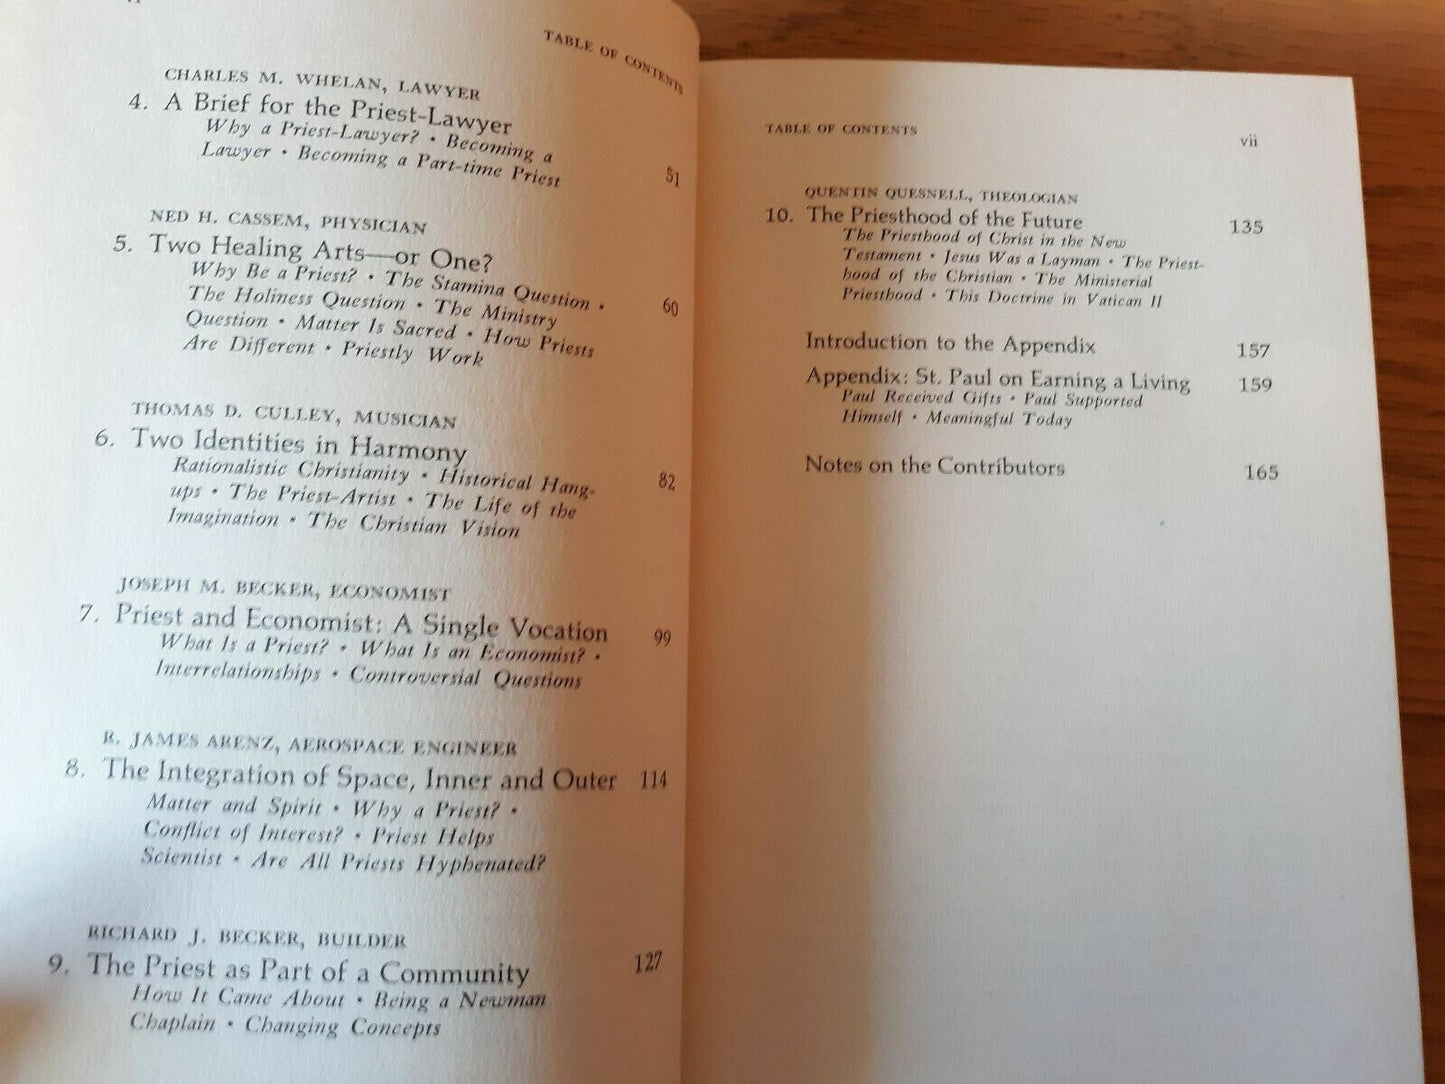 TABLE OF CONTENTS
CHARLES M. WHELAN, LAWYER
4. A Brief for the Priest-Lawyer
Why a Priest-Lawyer? • Becoming a
Lawyer • Becoming a Part-time Priest 51
NED H. CASSEM, PHYSICIAN
5. Two Healing Arts—or One?
Why Be a Priest? • The Stamina Question •
The Holiness Question • The Ministry 60
Question • Matter Is Sacred • How Priests
Are Different • Priestly Work
THOMAS D. CULLEY, MUSICIAN
6. Two Identities in Harmony
Rationalistic Christianity • Historical Hang- 82
ups • The Priest-Artist • The Life of the
Imagination • The Christian Vision
JOSEPH M. BECKER, ECONOMIST
7. Priest and Economist: A Single Vocation 99
What Is a Priest? • What Is an Economist? •
Interrelationships • Controversial Questions
R. JAMES ARENZ, AEROSPACE ENGINEER
8. The Integration of Space, Inner and Outer 114
Matter and Spirit • Why a Priest? •
Conflict of Interest? • Priest Helps
Scientist • Are All Priests Hyphenated?
RICHARD J. BECKER, BUILDER
9. The Priest as Part of a Community 127
How It Came About • Being a Newman
Chaplain • Changing Concepts
TABLE OF CONTENTS vii
QUENTIN QUESNELL, THEOLOGIAN
10. The Priesthood of the Future 135
The Priesthood of Christ in the New
Testament • Jesus Was a Layman • The Priest-
hood of the Christian • The Ministerial
Priesthood • This Doctrine in Vatican II
Introduction to the Appendix 157
Appendix: St. Paul on Earning a Living 159
Paul Received Gifts • Paul Supported
Himself • Meaningful Today
Notes on the Contributors 165